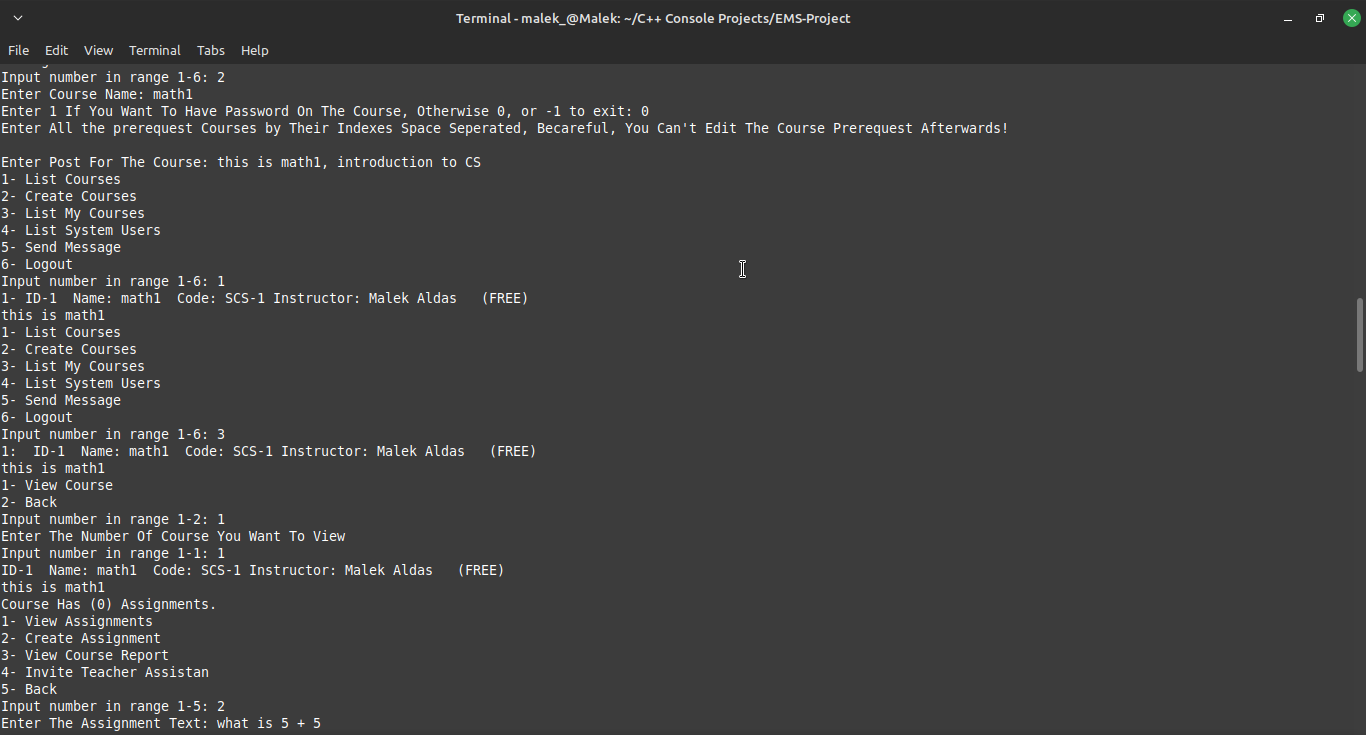 Terminal - malek_@Malek: ~/C++ Console Projects/EMS-Project
File Edit View Terminal Tabs Help
Input number in range 1-6: 2
Enter Course Name: math1
Enter 1 If You Want To Have Password On The Course, Otherwise 0, or -1 to exit: 0
Enter All the prerequest Courses by Their Indexes Space Seperated, Becareful, You Can't Edit The Course Prerequest Afterwards!
Enter Post For The Course: this is math1, introduction to CS
1- List Courses
2- Create Courses
3- List My Courses
4- List System Users
5- Send Message
6- Logout
Input number in range 1-6: 1
1- ID-1  Name: math1  Code: SCS-1 Instructor: Malek Aldas   (FREE)
this is math1
1- List Courses
2- Create Courses
3- List My Courses
4- List System Users
5- Send Message
6- Logout
Input number in range 1-6: 3
1:  ID-1  Name: math1  Code: SCS-1 Instructor: Malek Aldas   (FREE)
this is math1
1- View Course
2- Back
Input number in range 1-2: 1
Enter The Number Of Course You Want To View
Input number in range 1-1: 1
ID-1  Name: math1  Code: SCS-1 Instructor: Malek Aldas   (FREE)
this is math1
Course Has (0) Assignments.
1- View Assignments
2- Create Assignment
3- View Course Report
4- Invite Teacher Assistan
5- Back
Input number in range 1-5: 2
Enter The Assignment Text: what is 5 + 5